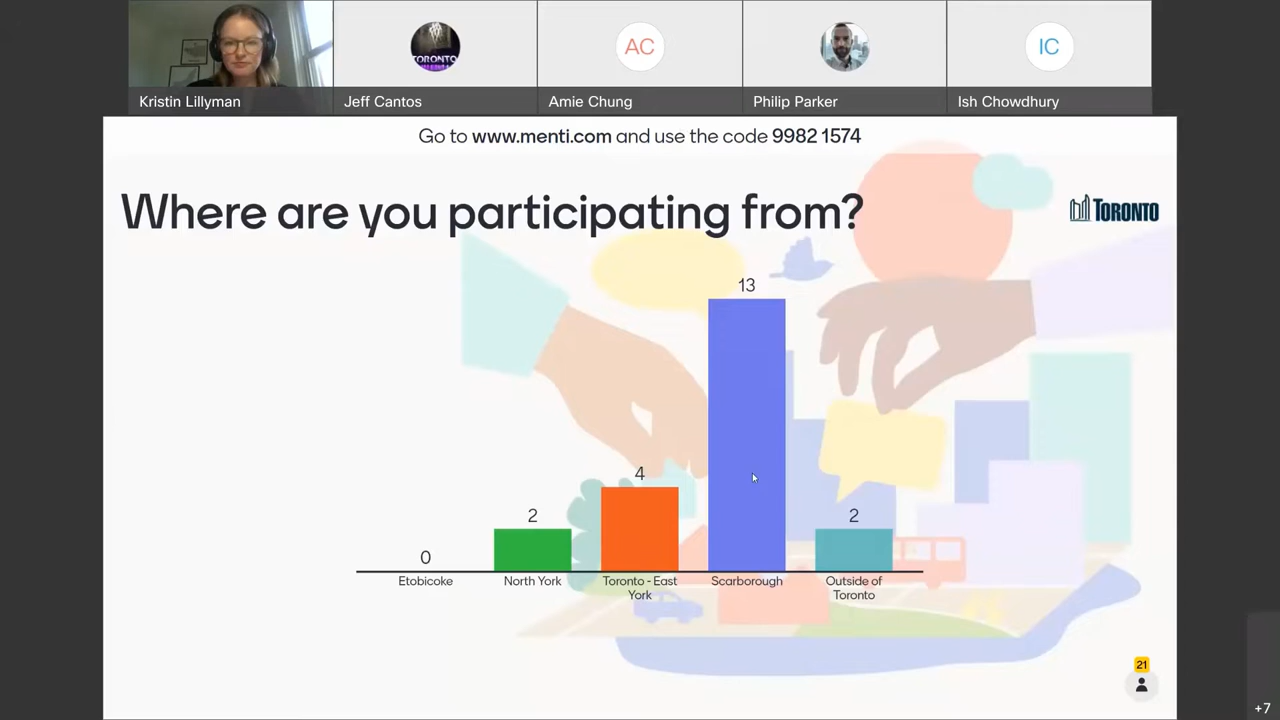 TORONTO
AC
IC
Kristin Lillyman
Jeff Cantos
Amie Chung
Philip Parker
Ish Chowdhury
Go to www.menti.com and use the code 9982 1574
Where are you participating from?
TORONTO
13
4
2
2
0
Etobicoke
North York
Toronto - East
York
Scarborough
Outside of
Toronto
21
+7